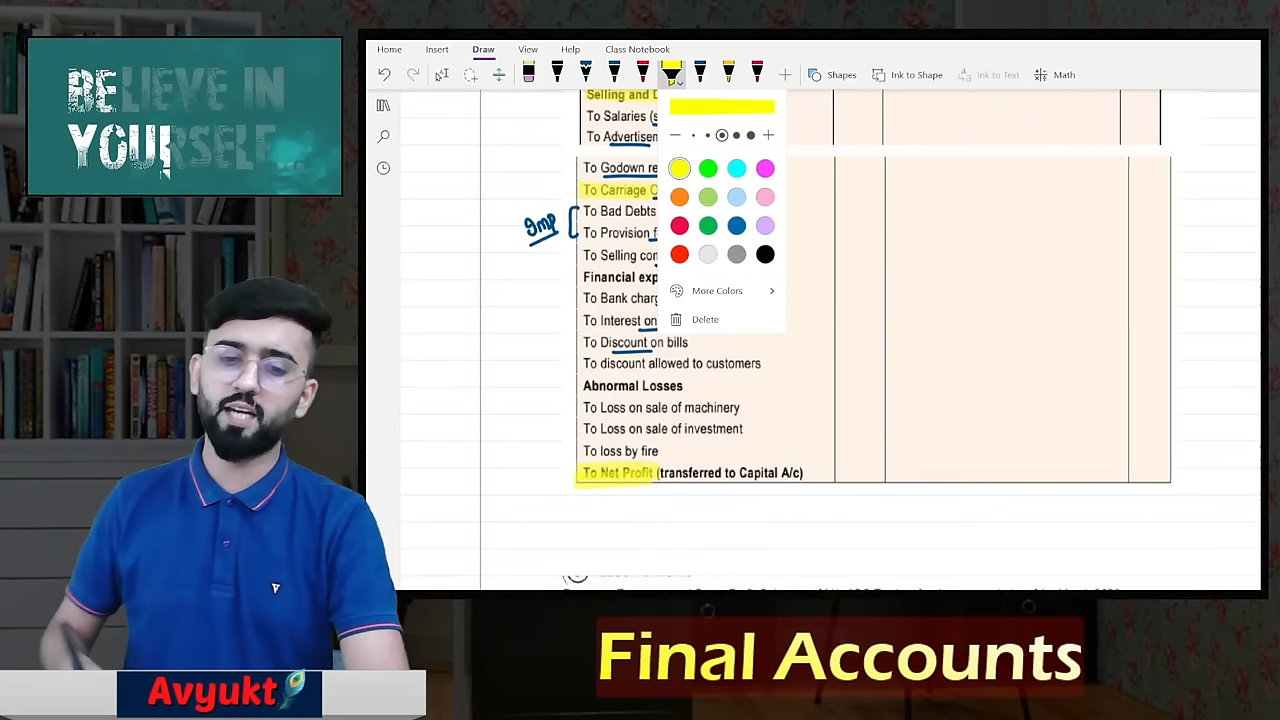 BELIEVE IN
YOURSELF...
Home Insert Draw View Help Class Notebook
Shapes Ink to Shape Ink to Text Math
Selling and D
To Salaries (s
To Advertisem
To Godown re
To Carriage O
To Bad Debts
Imp
To Provision f
To Selling com
Financial exp
To Bank charg
To Interest on
To Discount on bills
To discount allowed to customers
Abnormal Losses
To Loss on sale of machinery
To Loss on sale of investment
To loss by fire
To Net Profit (transferred to Capital A/c)
More Colors
Delete
Final Accounts
Avyukt